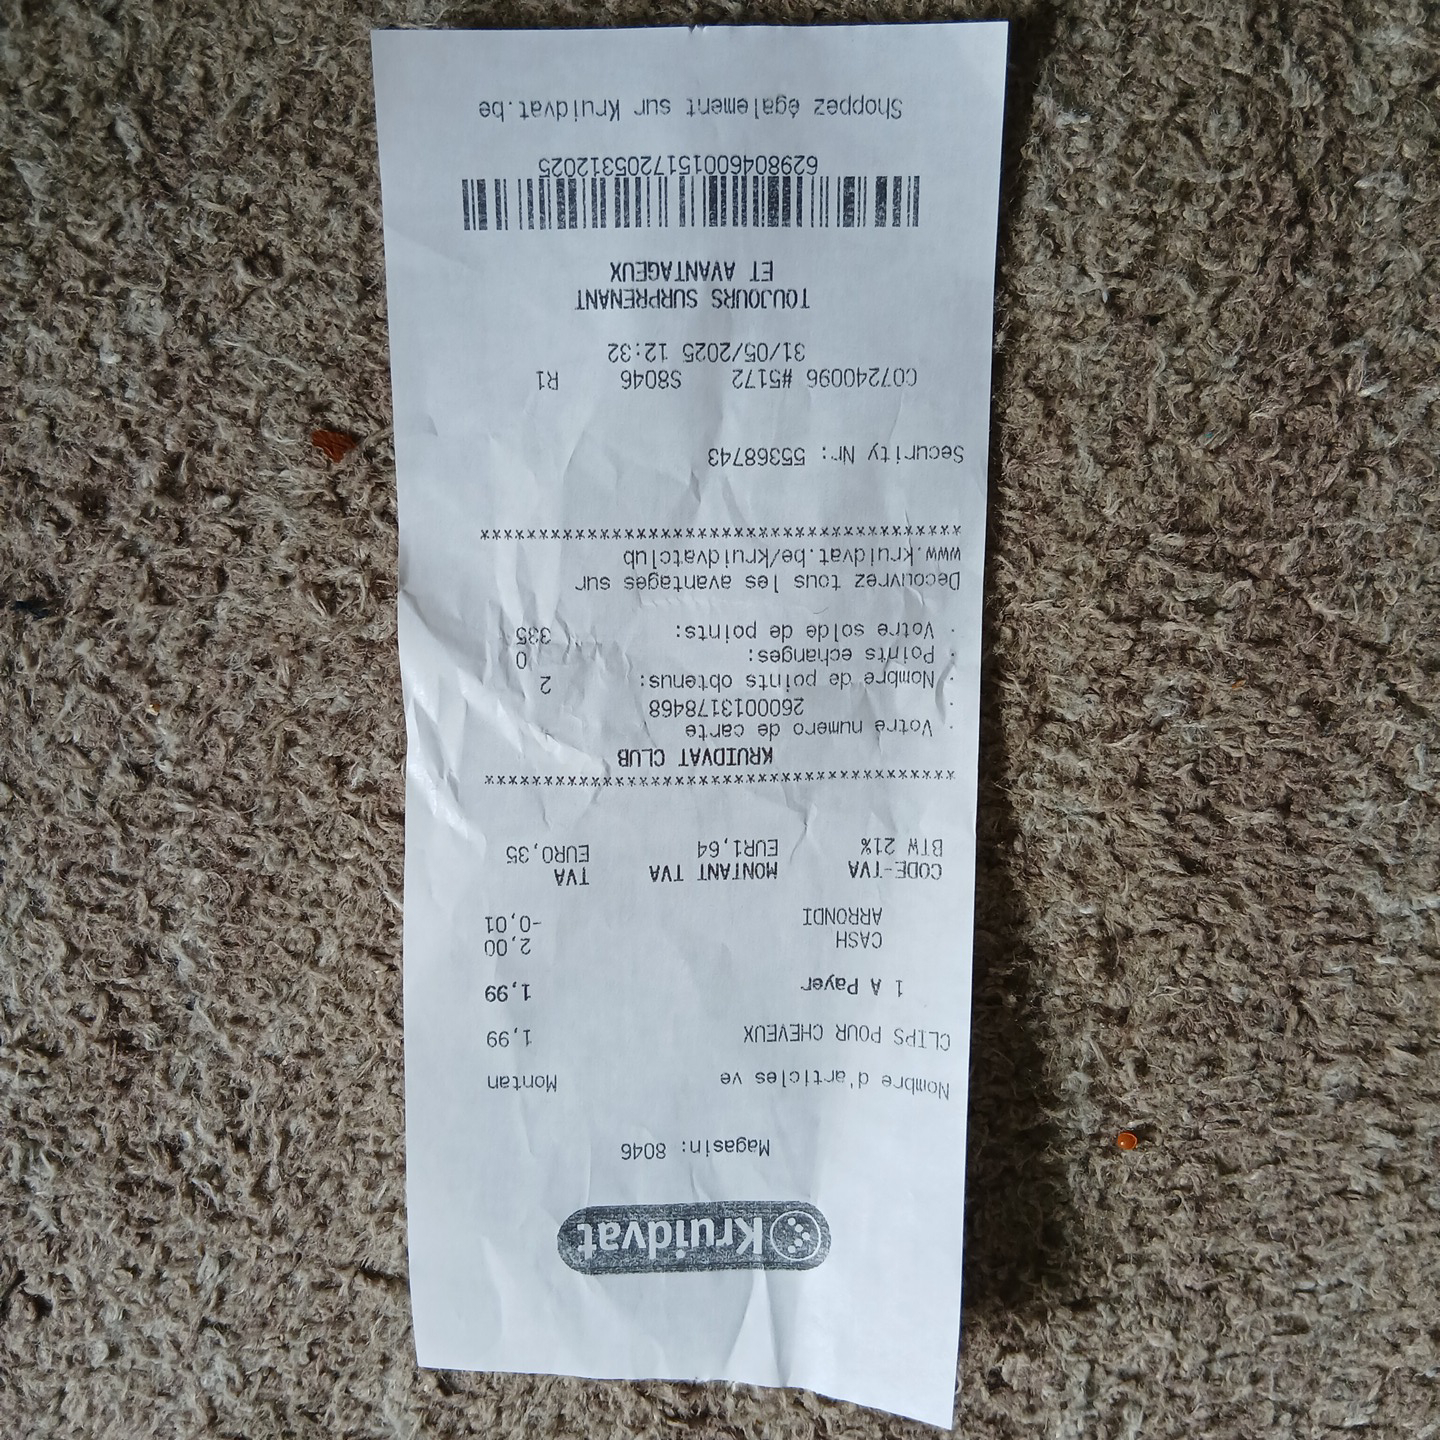 Kruidvat
Magasin: 8046
Nombre d'articles ve Montan
CLIPS POUR CHEVEUX 1,99
1 A Payer 1,99
CASH 2,00
ARRONDI -0,01
CODE-TVA MONTANT TVA TVA
BTW 21% EUR1,64 EUR0,35
*****************************************
KRUIDVAT CLUB
. Votre numero de carte
. 2600013178468
. Nombre de points obtenus: 2
. Points echanges: 0
. Votre solde de points: 335
Decouvrez tous les avantages sur
www.kruidvat.be/kruidvatclub
*****************************************
Security Nr: 55368743
C07240096 #5172 S8046 R1
31/05/2025 12:32
TOUJOURS SURPRENANT
ET AVANTAGEUX
6298046001517205312025
Shoppez également sur Kruidvat.be